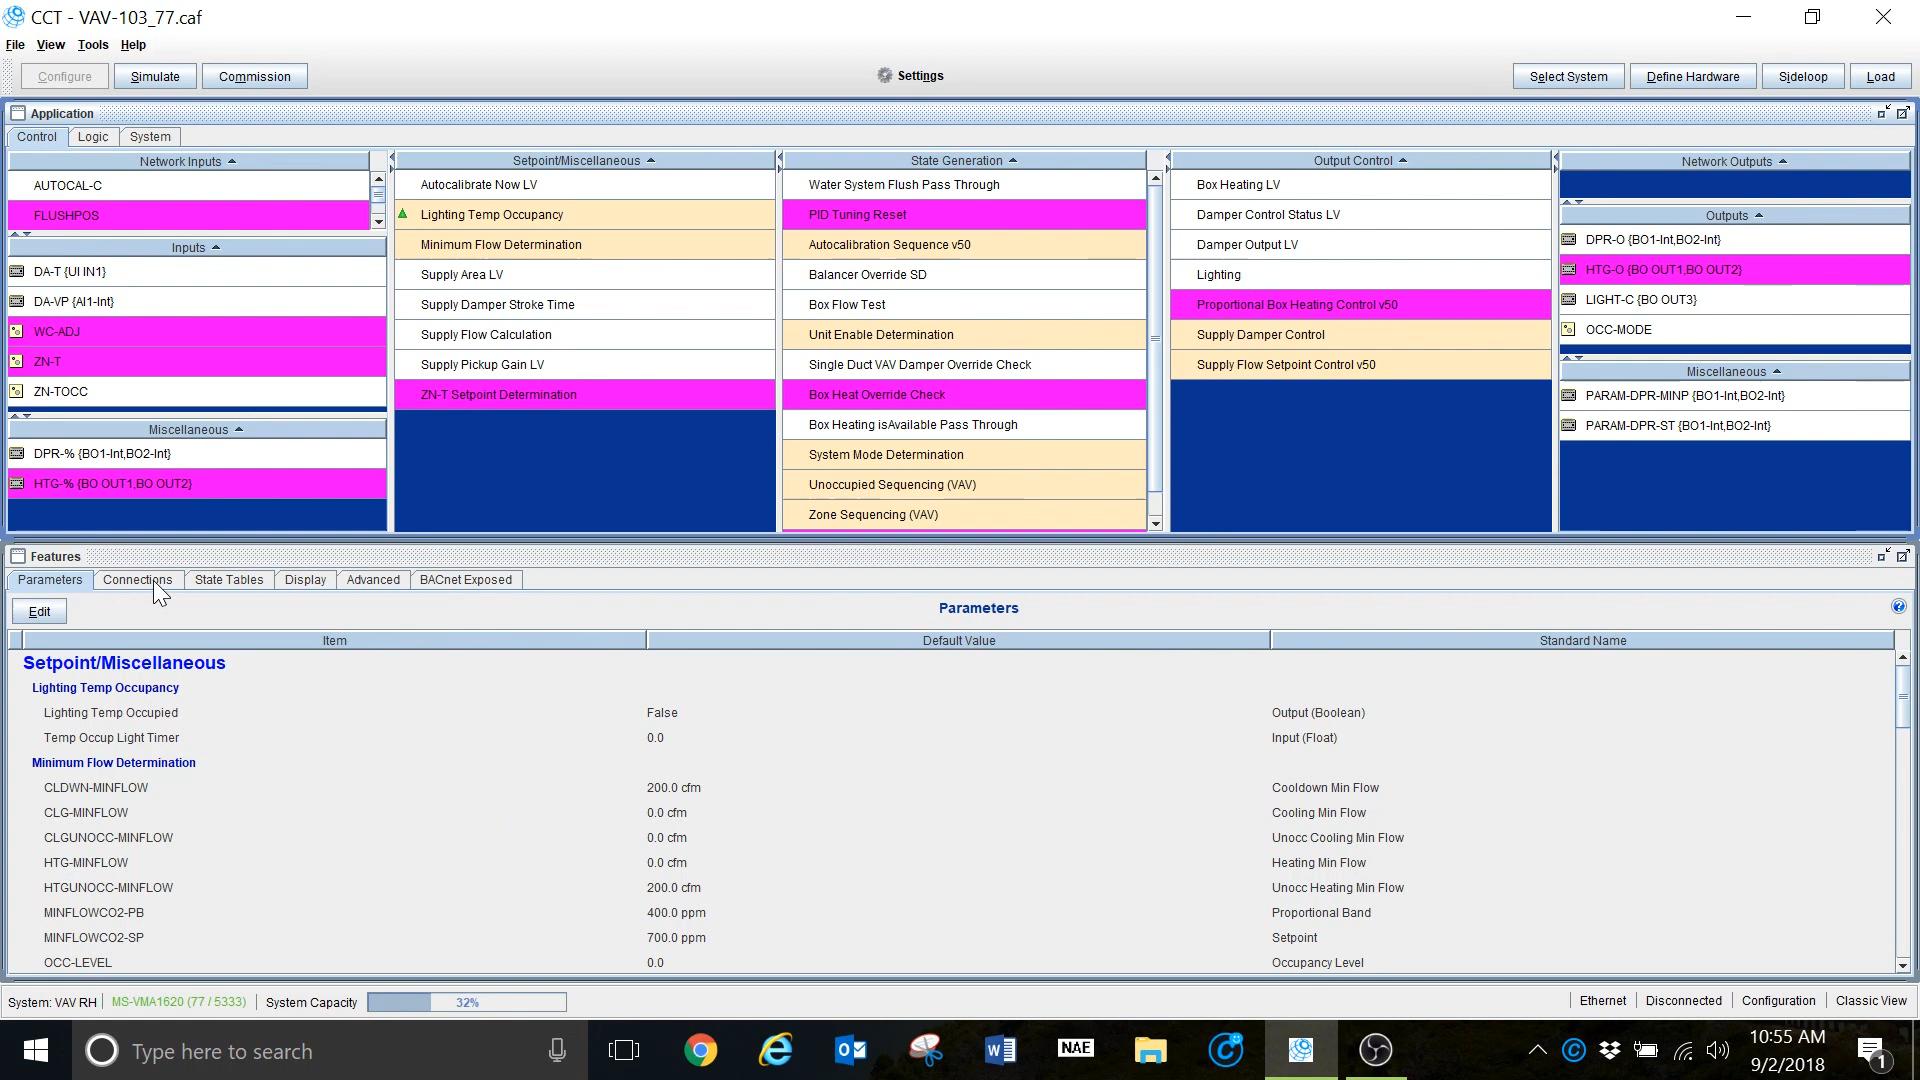 CCT - VAV-103_77.caf
File View Tools Help
Configure Simulate Commission Settings Select System Define Hardware Sideloop Load
Application
Control Logic System
Network Inputs
AUTOCAL-C
FLUSHPOS
Inputs
DA-T {UI IN1}
DA-VP {AI1-Int}
WC-ADJ
ZN-T
ZN-TOCC
Miscellaneous
DPR-% {BO1-Int,BO2-Int}
HTG-% {BO OUT1,BO OUT2}
Setpoint/Miscellaneous
Autocalibrate Now LV
Lighting Temp Occupancy
Minimum Flow Determination
Supply Area LV
Supply Damper Stroke Time
Supply Flow Calculation
Supply Pickup Gain LV
ZN-T Setpoint Determination
State Generation
Water System Flush Pass Through
PID Tuning Reset
Autocalibration Sequence v50
Balancer Override SD
Box Flow Test
Unit Enable Determination
Single Duct VAV Damper Override Check
Box Heat Override Check
Box Heating isAvailable Pass Through
System Mode Determination
Unoccupied Sequencing (VAV)
Zone Sequencing (VAV)
Output Control
Box Heating LV
Damper Control Status LV
Damper Output LV
Lighting
Proportional Box Heating Control v50
Supply Damper Control
Supply Flow Setpoint Control v50
Network Outputs
Outputs
DPR-O {BO1-Int,BO2-Int}
HTG-O {BO OUT1,BO OUT2}
LIGHT-C {BO OUT3}
OCC-MODE
Miscellaneous
PARAM-DPR-MINP {BO1-Int,BO2-Int}
PARAM-DPR-ST {BO1-Int,BO2-Int}
Features
Parameters Connections State Tables Display Advanced BACnet Exposed
Edit Parameters
Item Default Value Standard Name
Setpoint/Miscellaneous
Lighting Temp Occupancy
Lighting Temp Occupied False Output (Boolean)
Temp Occup Light Timer 0.0 Input (Float)
Minimum Flow Determination
CLDWN-MINFLOW 200.0 cfm Cooldown Min Flow
CLG-MINFLOW 0.0 cfm Cooling Min Flow
CLGUNOCC-MINFLOW 0.0 cfm Unocc Cooling Min Flow
HTG-MINFLOW 0.0 cfm Heating Min Flow
HTGUNOCC-MINFLOW 200.0 cfm Unocc Heating Min Flow
MINFLOWCO2-PB 400.0 ppm Proportional Band
MINFLOWCO2-SP 700.0 ppm Setpoint
OCC-LEVEL 0.0 Occupancy Level
System: VAV RH MS-VMA1620 (77 / 5333) System Capacity 32% Ethernet Disconnected Configuration Classic View
Type here to search NAE 10:55 AM
9/2/2018 1